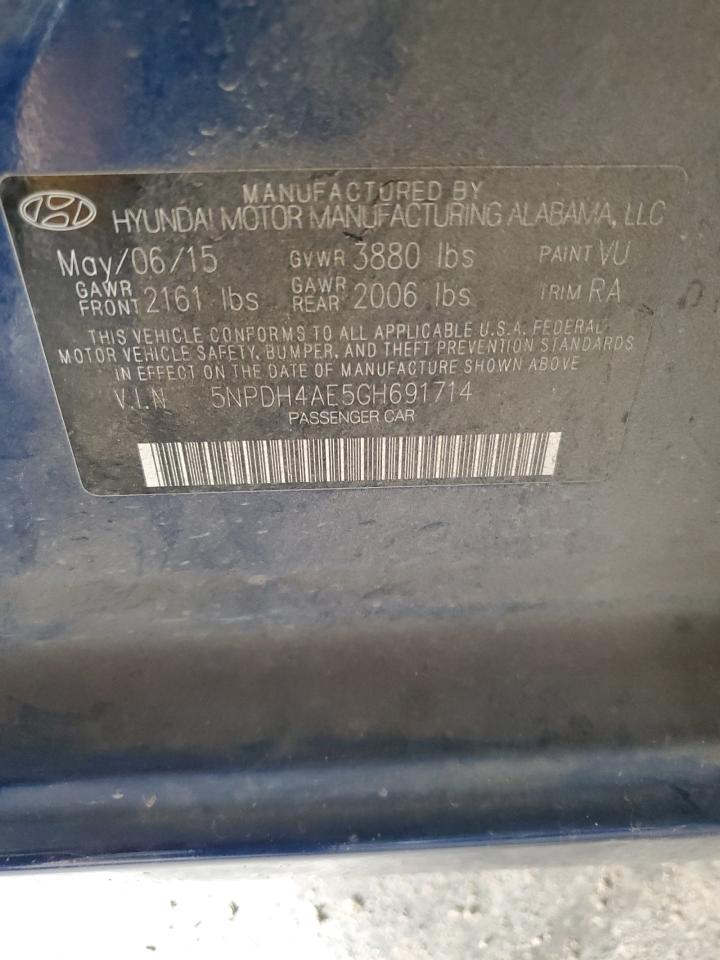 MANUFACTURED BY
HYUNDAI MOTOR MANUFACTURING ALABAMA, LLC
May/06/15 GVWR 3880 lbs PAINT VU
GAWR FRONT 2161 lbs GAWR REAR 2006 lbs TRIM RA
THIS VEHICLE CONFORMS TO ALL APPLICABLE U.S.A. FEDERAL
MOTOR VEHICLE SAFETY, BUMPER, AND THEFT PREVENTION STANDARDS
IN EFFECT ON THE DATE OF MANUFACTURE SHOWN ABOVE
V.I.N 5NPDH4AE5GH691714
PASSENGER CAR